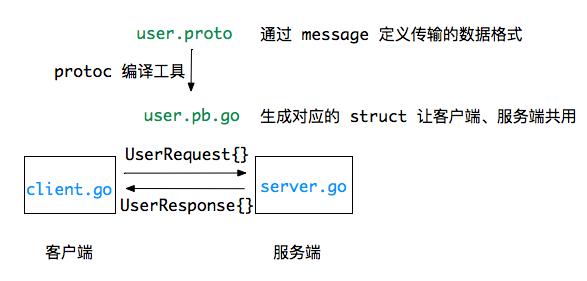 user.proto 通过 message 定义传输的数据格式
protoc 编译工具
user.pb.go 生成对应的 struct 让客户端、服务端共用
UserRequest{}
client.go server.go
UserResponse{}
客户端 服务端